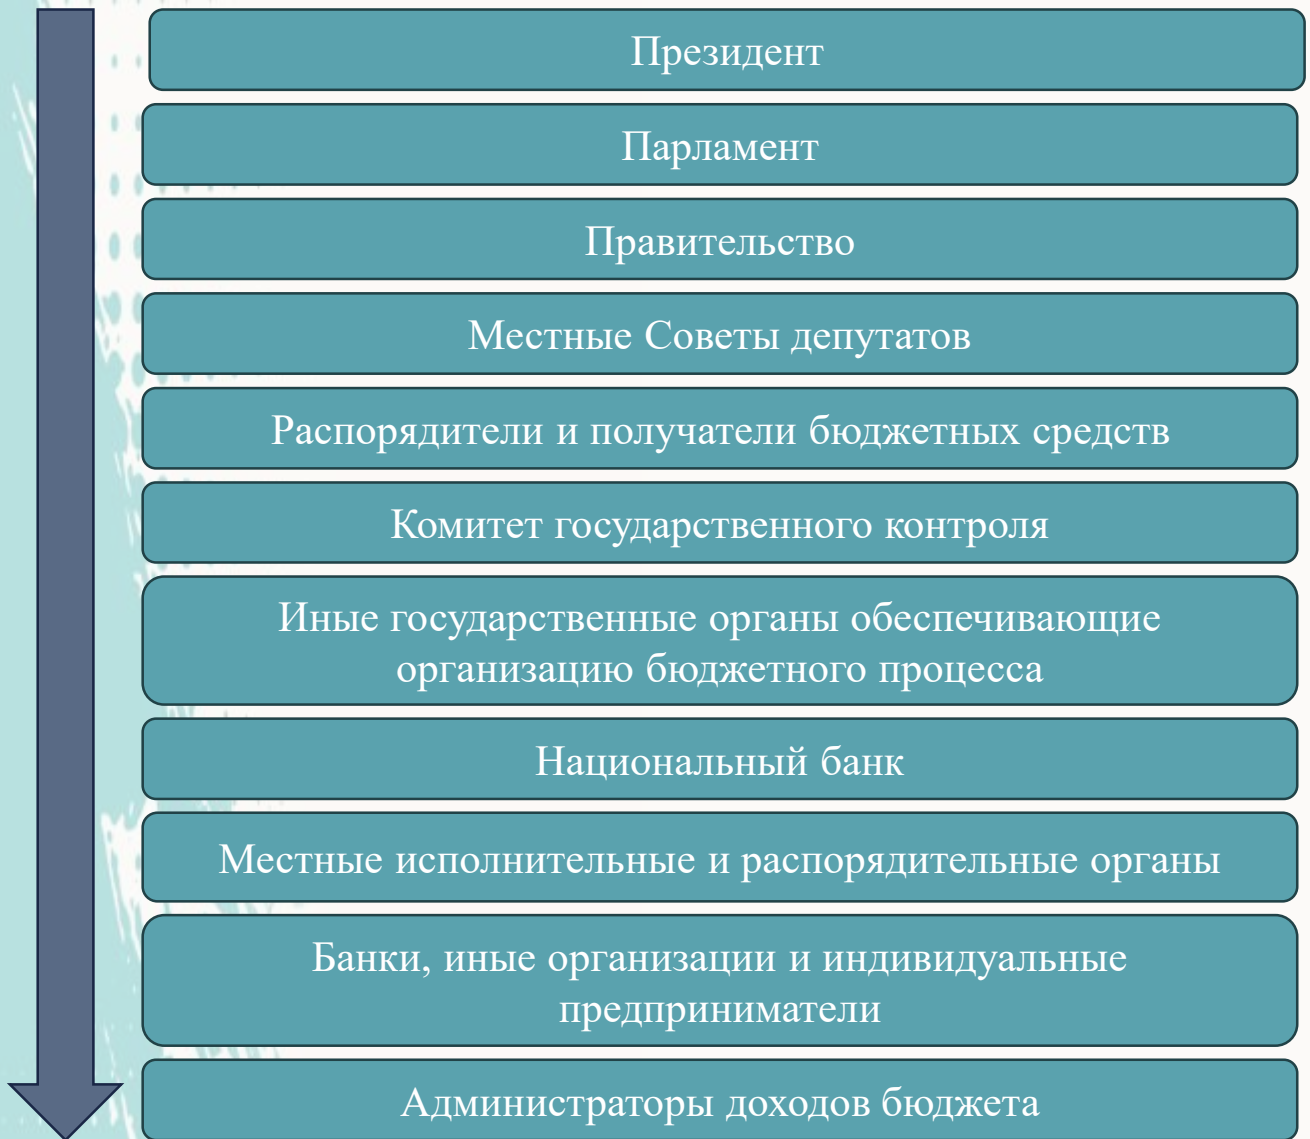 Президент
Парламент
Правительство
Местные Советы депутатов
Распорядители и получатели бюджетных средств
Комитет государственного контроля
Иные государственные органы обеспечивающие
организацию бюджетного процесса
Национальный банк
Местные исполнительные и распорядительные органы
Банки, иные организации и индивидуальные
предприниматели
Администраторы доходов бюджета